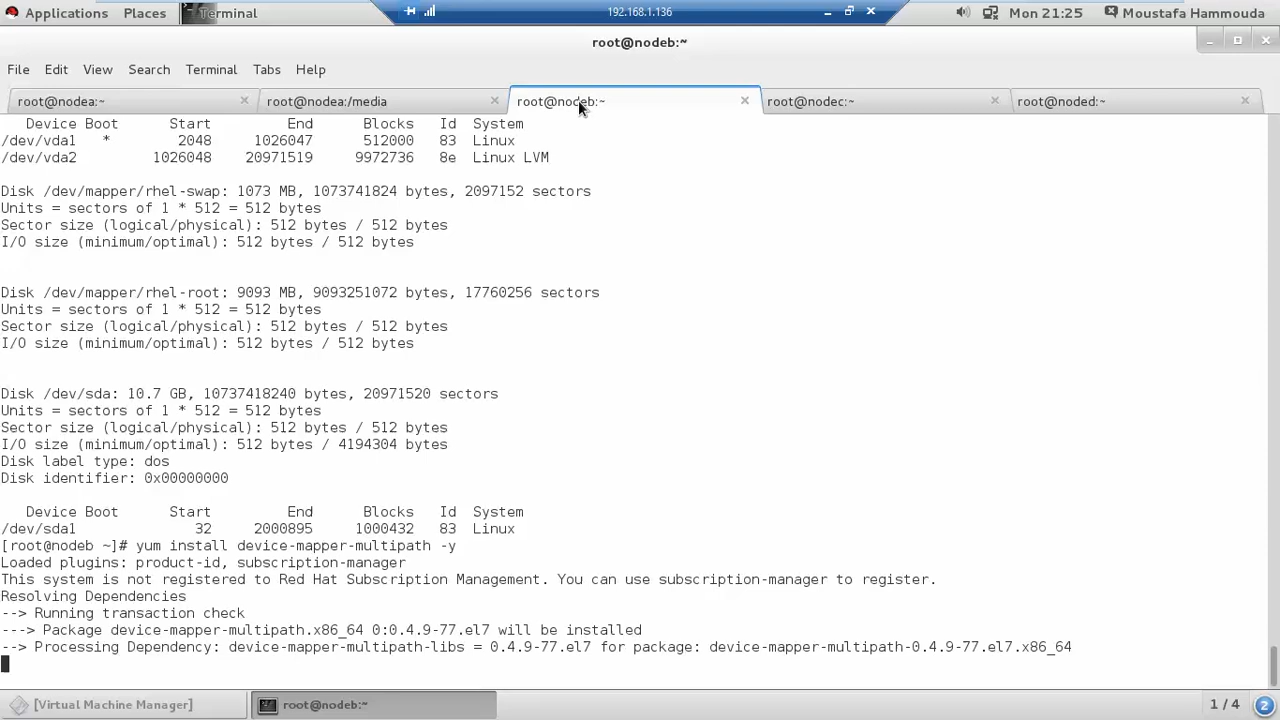 Applications Places Terminal 192.168.1.136 Mon 21:25 Moustafa Hammouda
root@nodeb:~
File Edit View Search Terminal Tabs Help
root@nodea:~ root@nodea:/media root@nodeb:~ root@nodec:~ root@noded:~
Device Boot Start End Blocks Id System
/dev/vda1 * 2048 1026047 512000 83 Linux
/dev/vda2 1026048 20971519 9972736 8e Linux LVM
Disk /dev/mapper/rhel-swap: 1073 MB, 1073741824 bytes, 2097152 sectors
Units = sectors of 1 * 512 = 512 bytes
Sector size (logical/physical): 512 bytes / 512 bytes
I/O size (minimum/optimal): 512 bytes / 512 bytes
Disk /dev/mapper/rhel-root: 9093 MB, 9093251072 bytes, 17760256 sectors
Units = sectors of 1 * 512 = 512 bytes
Sector size (logical/physical): 512 bytes / 512 bytes
I/O size (minimum/optimal): 512 bytes / 512 bytes
Disk /dev/sda: 10.7 GB, 10737418240 bytes, 20971520 sectors
Units = sectors of 1 * 512 = 512 bytes
Sector size (logical/physical): 512 bytes / 512 bytes
I/O size (minimum/optimal): 512 bytes / 4194304 bytes
Disk label type: dos
Disk identifier: 0x00000000
Device Boot Start End Blocks Id System
/dev/sda1 32 2000895 1000432 83 Linux
[root@nodeb ~]# yum install device-mapper-multipath -y
Loaded plugins: product-id, subscription-manager
This system is not registered to Red Hat Subscription Management. You can use subscription-manager to register.
Resolving Dependencies
--> Running transaction check
---> Package device-mapper-multipath.x86_64 0:0.4.9-77.el7 will be installed
--> Processing Dependency: device-mapper-multipath-libs = 0.4.9-77.el7 for package: device-mapper-multipath-0.4.9-77.el7.x86_64
[Virtual Machine Manager] root@nodeb:~ 1 / 4 2